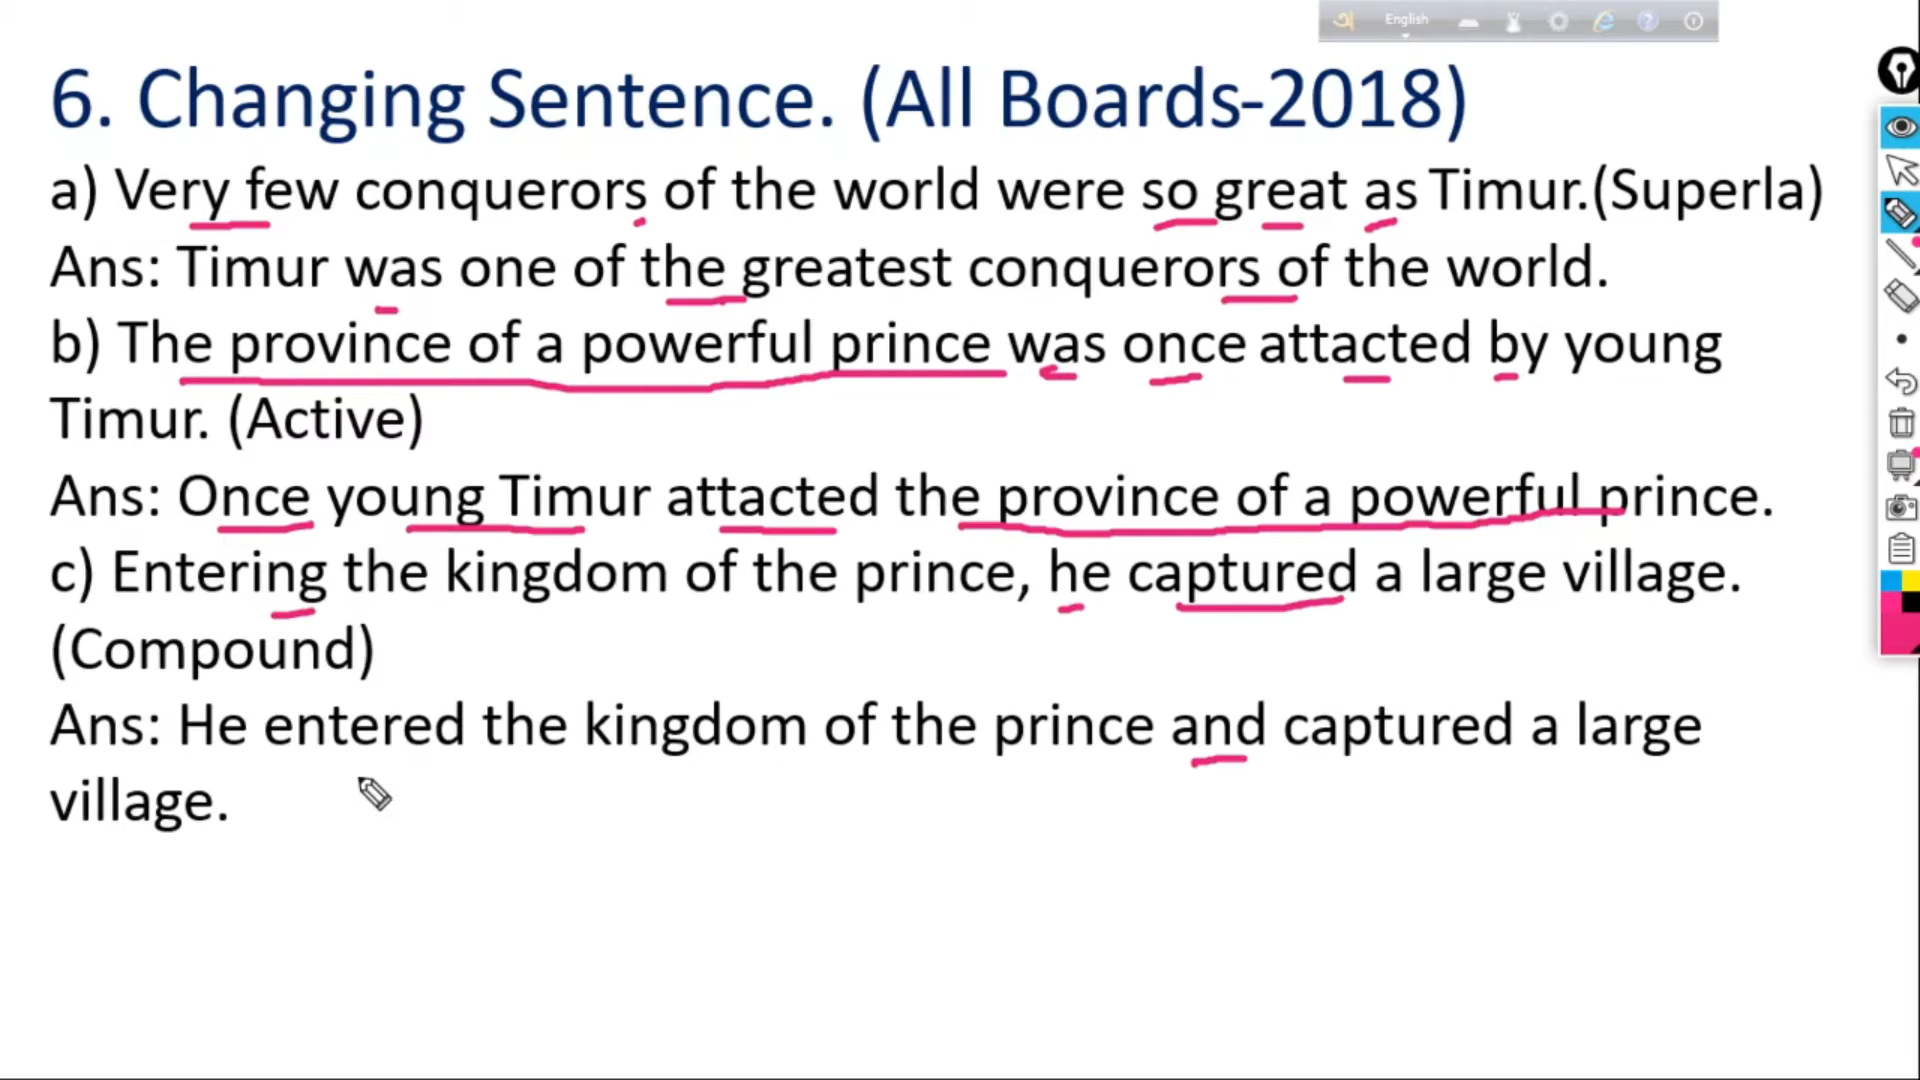 অ English
6. Changing Sentence. (All Boards-2018)
a) Very few conquerors of the world were so great as Timur.(Superla)
Ans: Timur was one of the greatest conquerors of the world.
b) The province of a powerful prince was once attacted by young
Timur. (Active)
Ans: Once young Timur attacted the province of a powerful prince.
c) Entering the kingdom of the prince, he captured a large village.
(Compound)
Ans: He entered the kingdom of the prince and captured a large
village.